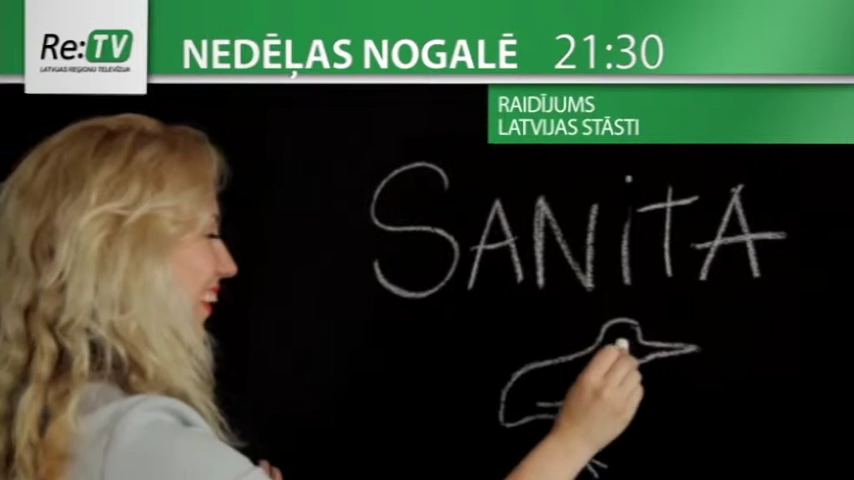 Re:TV
LATVIJAS REĢIONU TELEVĪZIJA
NEDĒĻAS NOGALĒ 21:30
RAIDĪJUMS
LATVIJAS STĀSTI
SANiTA